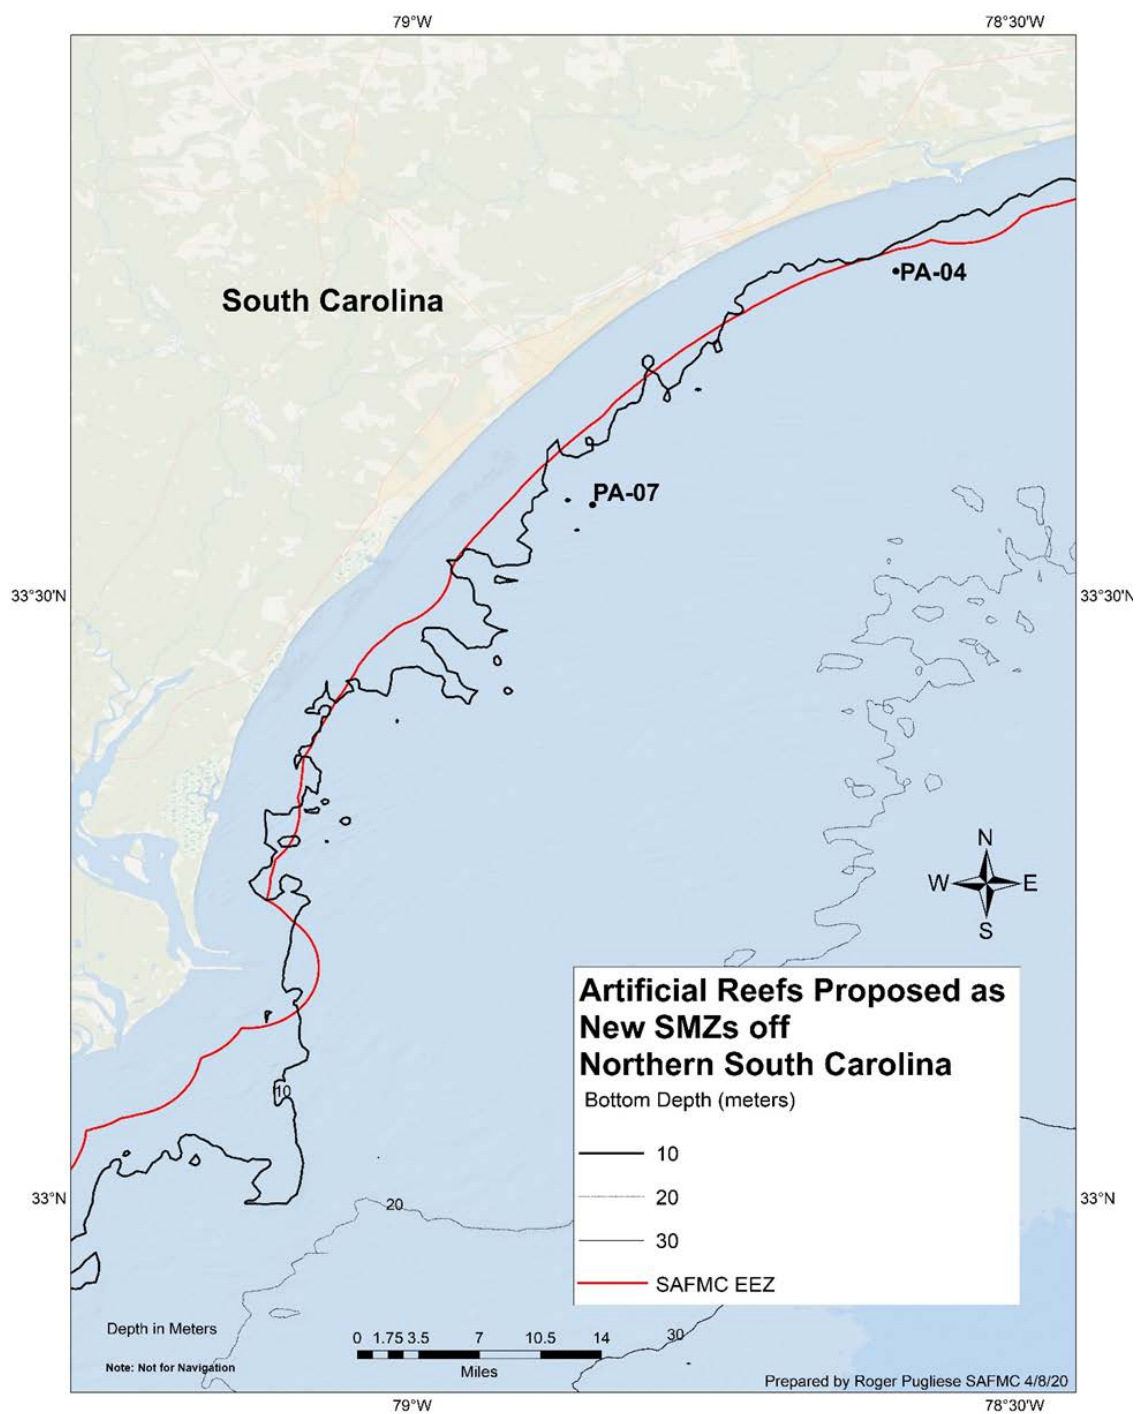 79°W
78°30'W
PA-04
South Carolina
PA-07
33°30'N
33°30'N
N
W
E
S
Artificial Reefs Proposed as
New SMZs off
Northern South Carolina
Bottom Depth (meters)
10
10
20
30
SAFMC EEZ
33°N
33°N
20
Depth in Meters
0 1.75 3.5 7 10.5 14
Miles
30
Note: Not for Navigation
Prepared by Roger Pugliese SAFMC 4/8/20
79°W
78°30'W